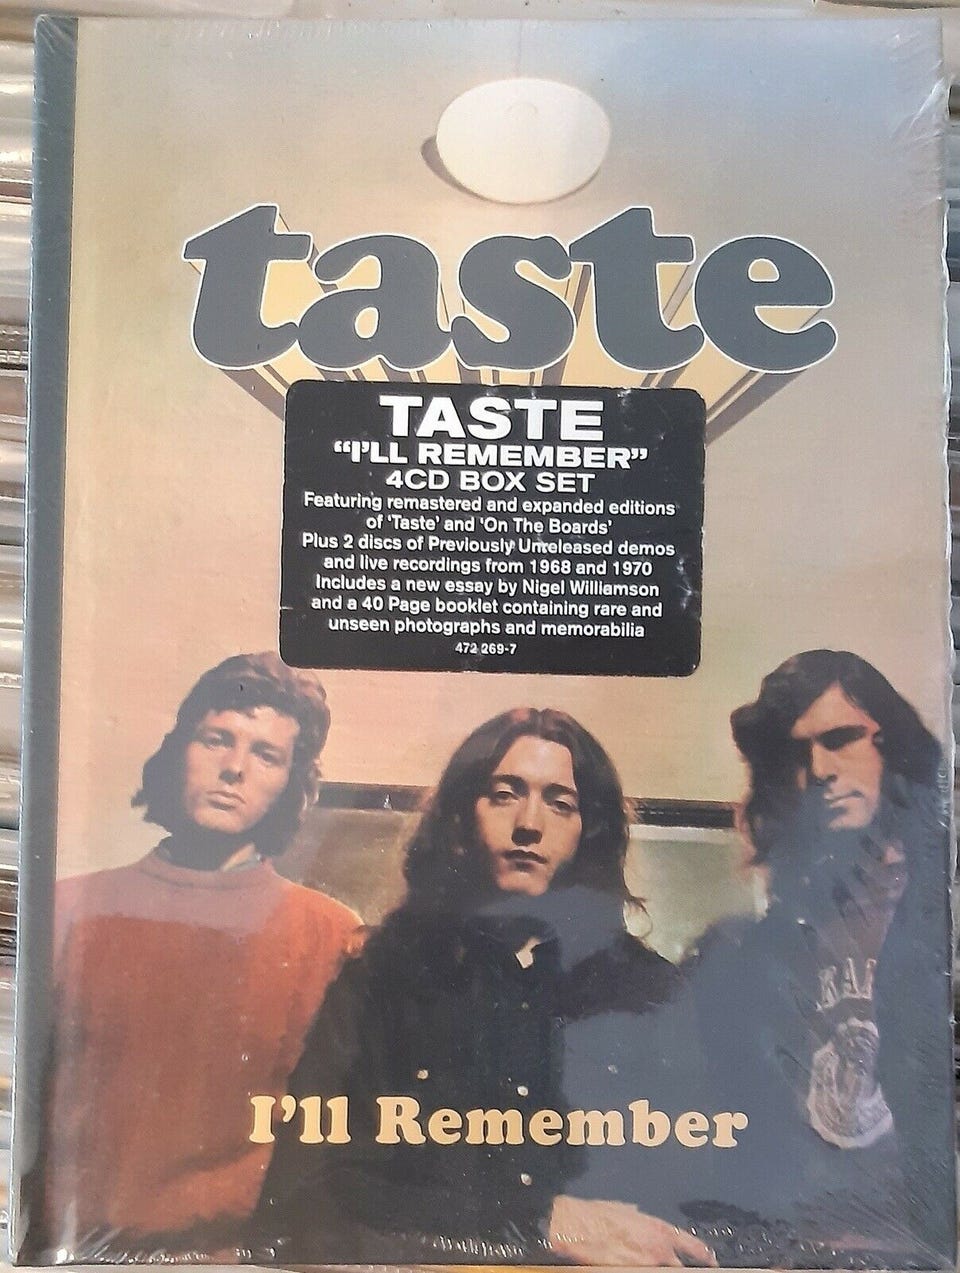 taste
TASTE
“I’LL REMEMBER”
4CD BOX SET
Featuring remastered and expanded editions
of ‘Taste’ and ‘On The Boards’
Plus 2 discs of Previously Unreleased demos
and live recordings from 1968 and 1970
Includes a new essay by Nigel Williamson
and a 40 Page booklet containing rare and
unseen photographs and memorabilia
472 269-7
I’ll Remember